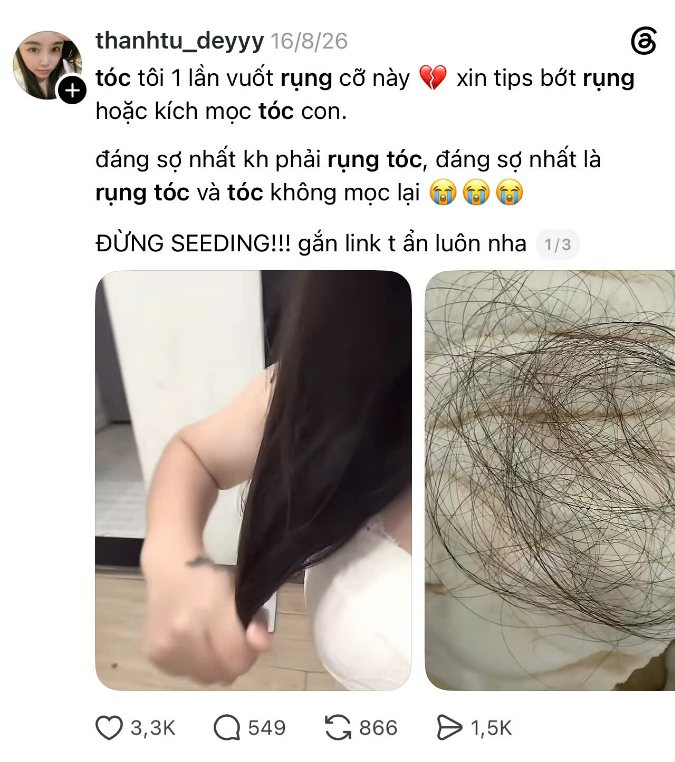 thanhtu_deyyy 16/8/26
tóc tôi 1 lần vuốt rụng cỡ này 💔 xin tips bớt rụng
hoặc kích mọc tóc con.
đáng sợ nhất kh phải rụng tóc, đáng sợ nhất là
rụng tóc và tóc không mọc lại 😭😭😭
ĐỪNG SEEDING!!! gắn link t ẩn luôn nha 1/3
3,3K 549 866 1,5K